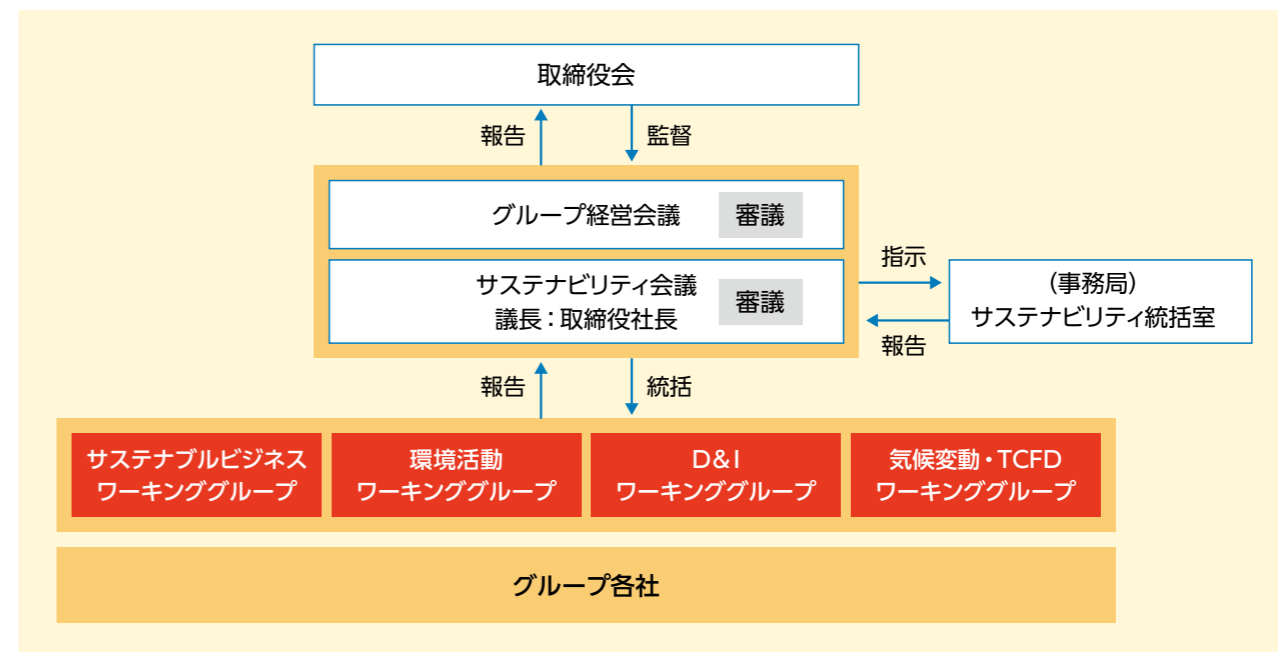 取締役会
報告
監督
グループ経営会議 審議
サステナビリティ会議
議長：取締役社長
審議
指示
（事務局）
サステナビリティ統括室
報告
報告
統括
サステナブルビジネス
ワーキンググループ
環境活動
ワーキンググループ
D&I
ワーキンググループ
気候変動・TCFD
ワーキンググループ
グループ各社